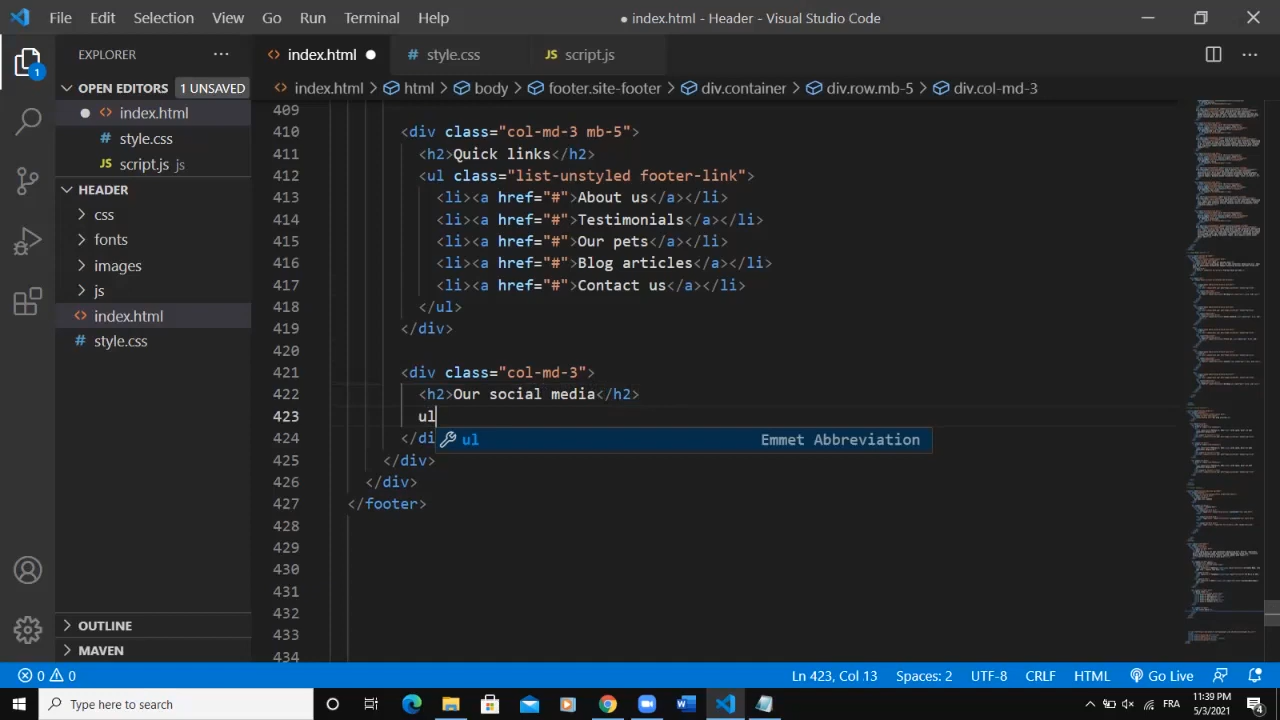 File Edit Selection View Go Run Terminal Help
● index.html - Header - Visual Studio Code
EXPLORER ···
index.html ●
# style.css
JS script.js
···
OPEN EDITORS 1 UNSAVED
index.html > html > body > footer.site-footer > div.container > div.row.mb-5 > div.col-md-3
1
● index.html
# style.css
JS script.js js
HEADER
css
fonts
images
js
index.html
# style.css
409
410 <div class="col-md-3 mb-5">
411 <h2>Quick links</h2>
412 <ul class="list-unstyled footer-link">
413 <li><a href="#">About us</a></li>
414 <li><a href="#">Testimonials</a></li>
415 <li><a href="#">Our pets</a></li>
416 <li><a href="#">Blog articles</a></li>
417 <li><a href="#">Contact us</a></li>
418 </ul>
419 </div>
420
421 <div class="col-md-3">
422 <h2>Our social media</h2>
423 ul
ul Emmet Abbreviation
424 </di
425 </div>
426 </div>
427 </footer>
428
429
430
431
432
433
434
OUTLINE
MAVEN
0 0
Ln 423, Col 13 Spaces: 2 UTF-8 CRLF HTML Go Live
Type here to search
FRA
11:39 PM
5/3/2021
4